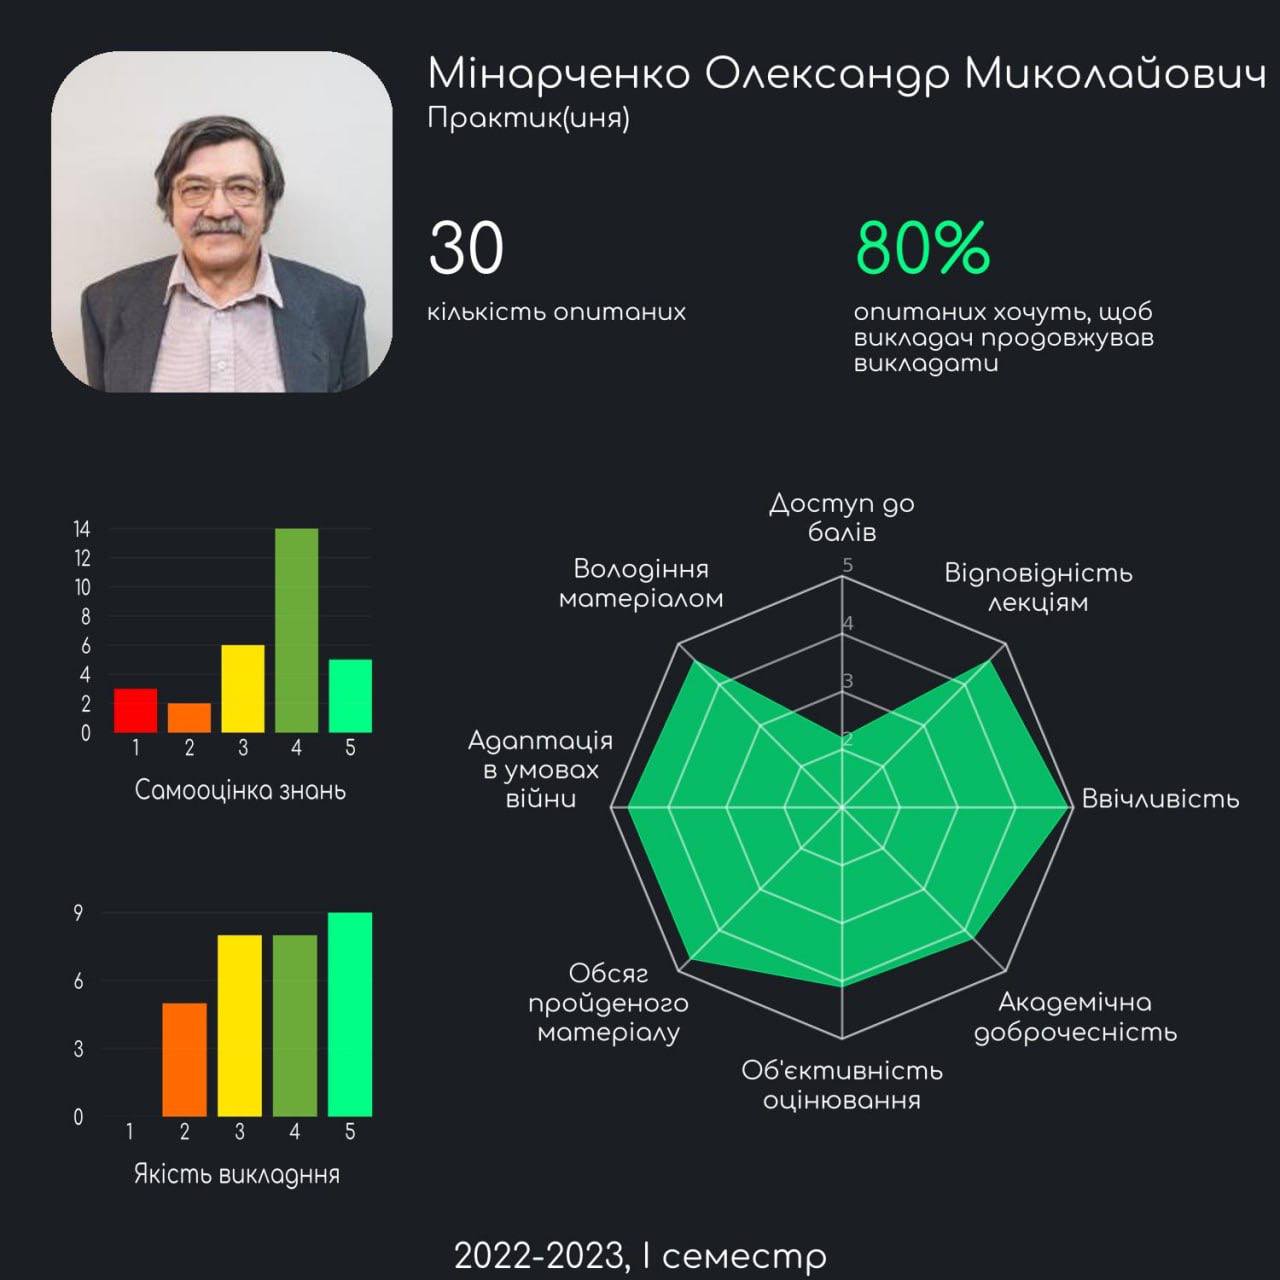 Мінарченко Олександр Миколайович
Практик(иня)
30
кількість опитаних
80%
опитаних хочуть, щоб
викладач продовжував
викладати
14
12
10
8
6
4
2
0
1 2 3 4 5
Самооцінка знань
9
6
3
0
1 2 3 4 5
Якість викладння
Доступ до
балів
Відповідність
лекціям
Ввічливість
Академічна
доброчесність
Об'єктивність
оцінювання
Обсяг
пройденого
матеріалу
Адаптація
в умовах
війни
Володіння
матеріалом
5
4
3
2
2022-2023, I семестр